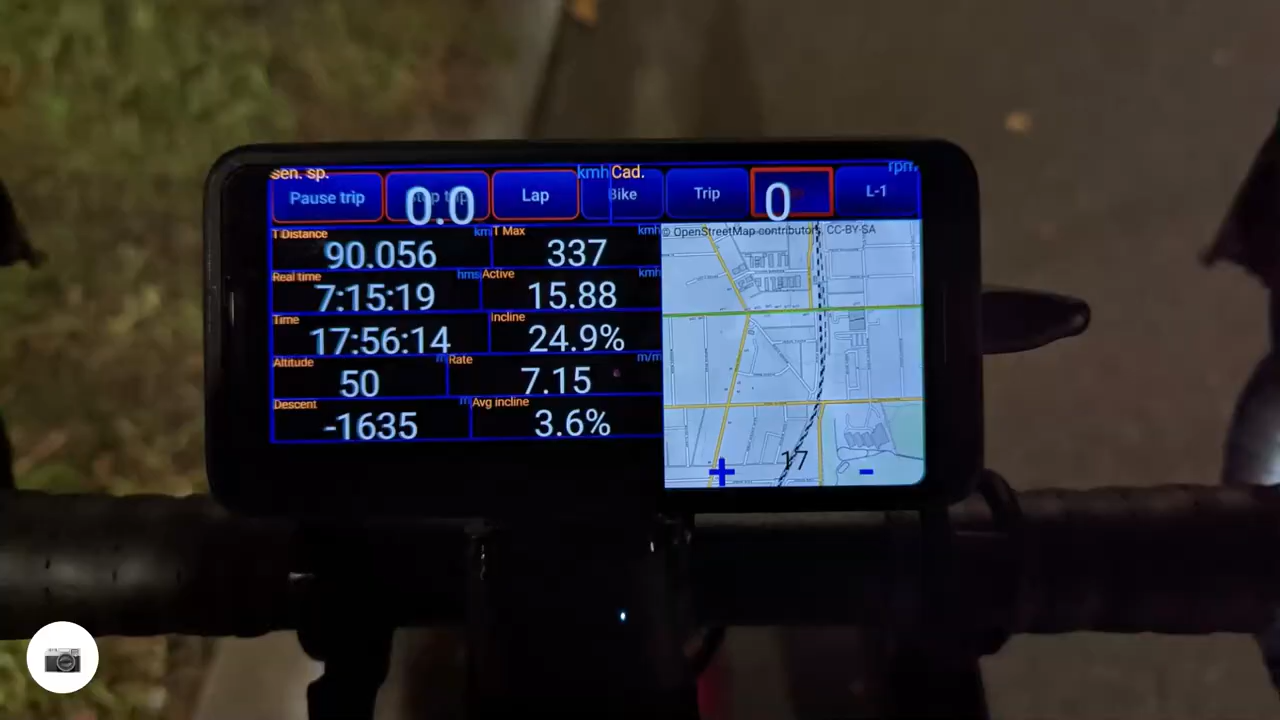 sen. sp. kmh Cad. rpm
Pause trip Stop trip 0.0 Lap Bike Trip 0 L-1
T Distance km T Max kmh
90.056 337
Real time hms Active kmh
7:15:19 15.88
Time Incline
17:56:14 24.9%
Altitude m Rate m/m
50 7.15
Descent m Avg incline
-1635 3.6%
© OpenStreetMap contributors, CC-BY-SA
17
+ -